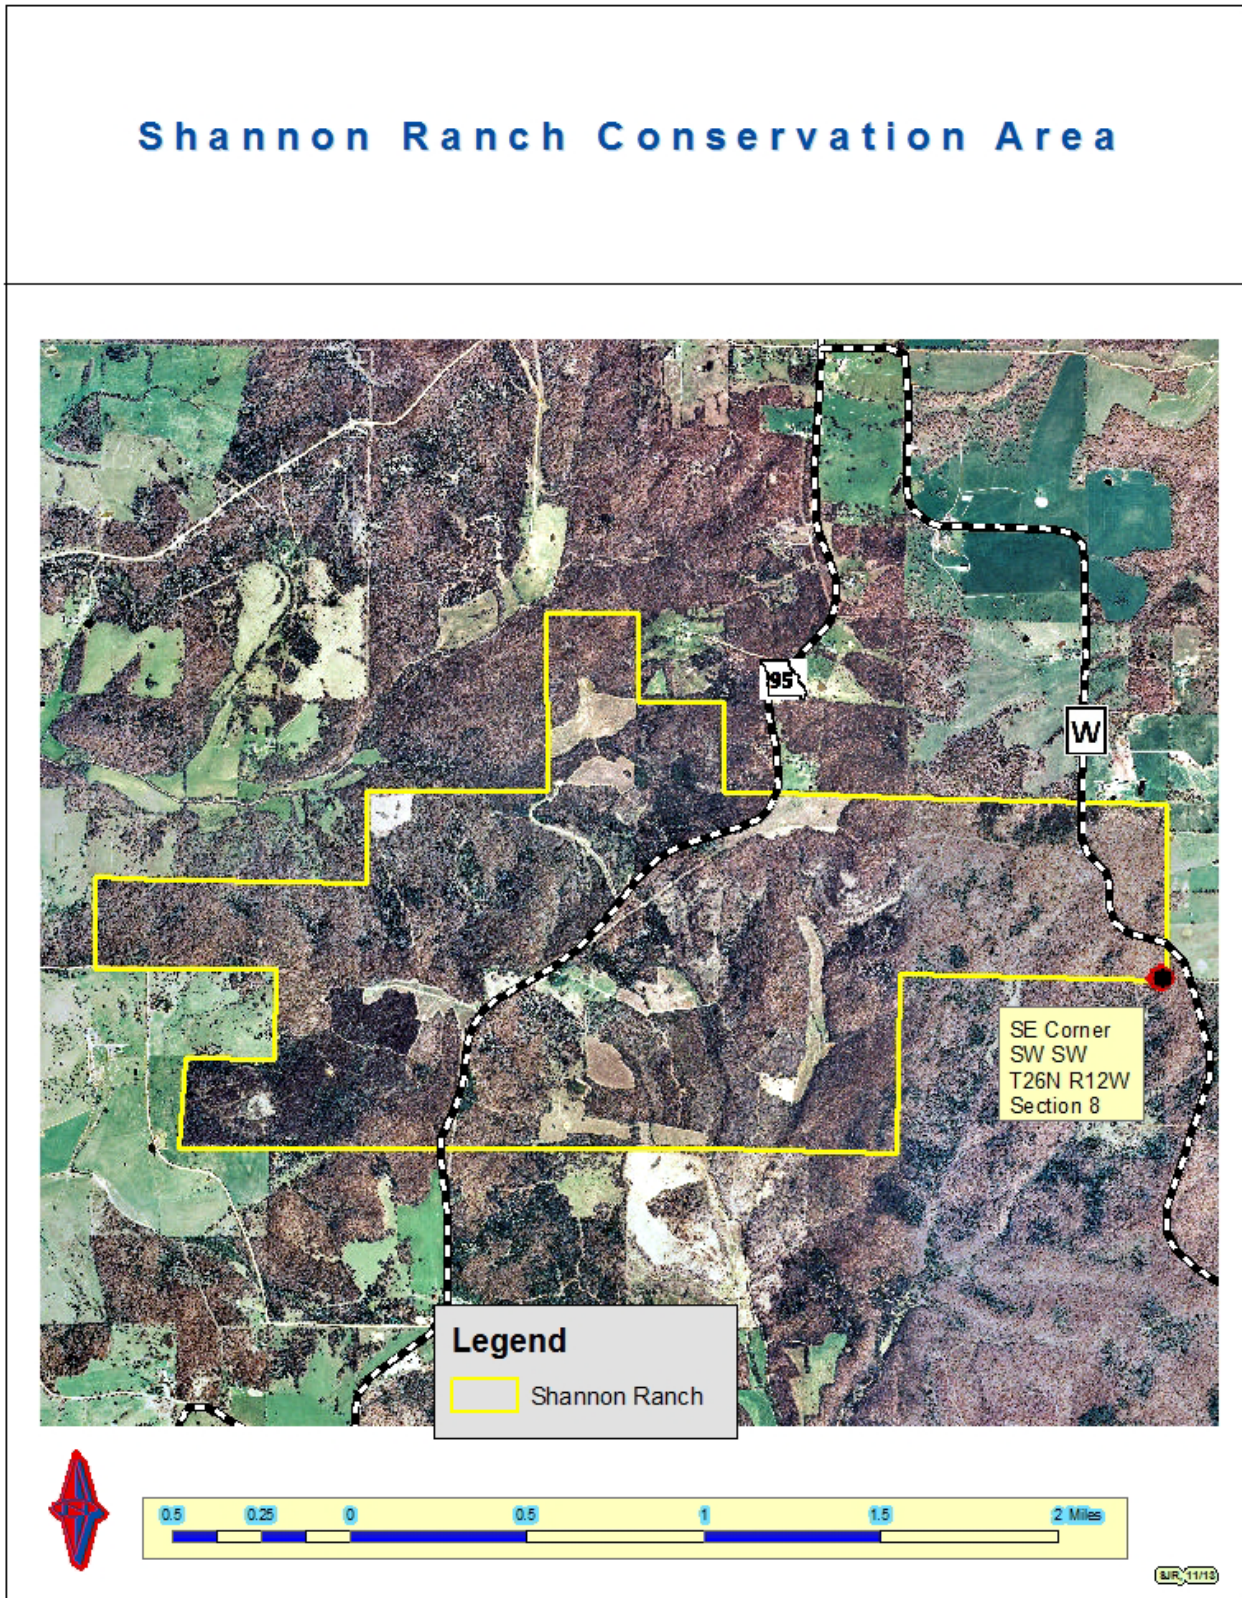 Shannon Ranch Conservation Area
95
W
SE Corner
SW SW
T26N R12W
Section 8
Legend
Shannon Ranch
0.5 0.25 0 0.5 1 1.5 2 Miles